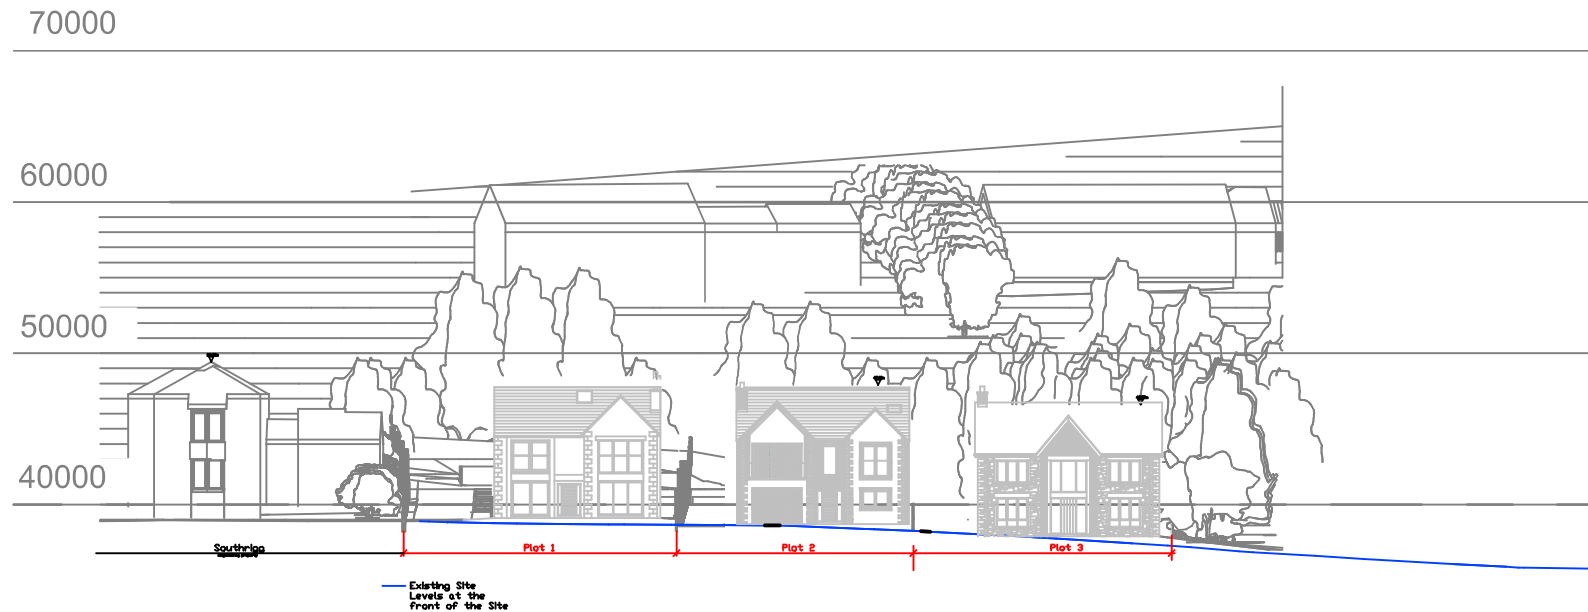 70000
60000
50000
40000
Southrigg
Plot 1
Plot 2
Plot 3
Existing Site
Levels at the
front of the Site